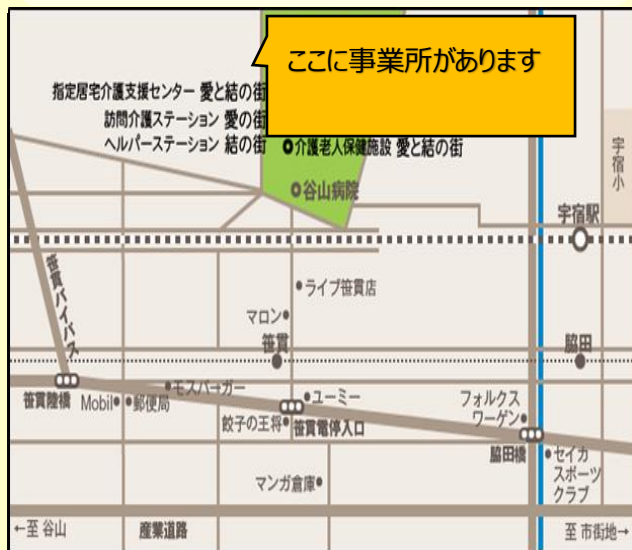 ここに事業所があります
指定居宅介護支援センター 愛と結の街
訪問介護ステーション 愛の街
ヘルパーステーション 結の街
介護老人保健施設 愛と結の街
谷山病院
宇宿小
宇宿駅
笹貫バイパス
ライブ笹貫店
マロン
笹貫
脇田
笹貫陸橋
Mobil
郵便局
モスバーガー
ユーミー
餃子の王将
笹貫電停入口
フォルクス
ワーゲン
脇田橋
セイカ
スポーツ
クラブ
マンガ倉庫
←至 谷山
産業道路
至 市街地→